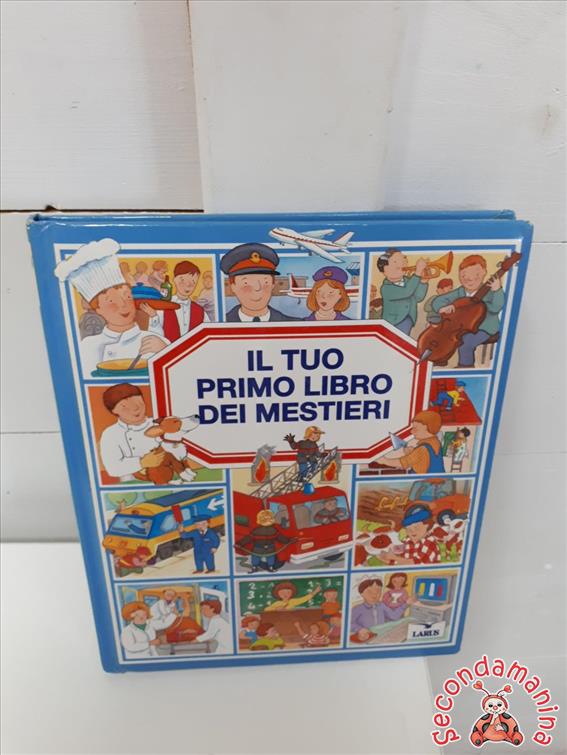 IL TUO
PRIMO LIBRO
DEI MESTIERI
LARUS
secondamanina